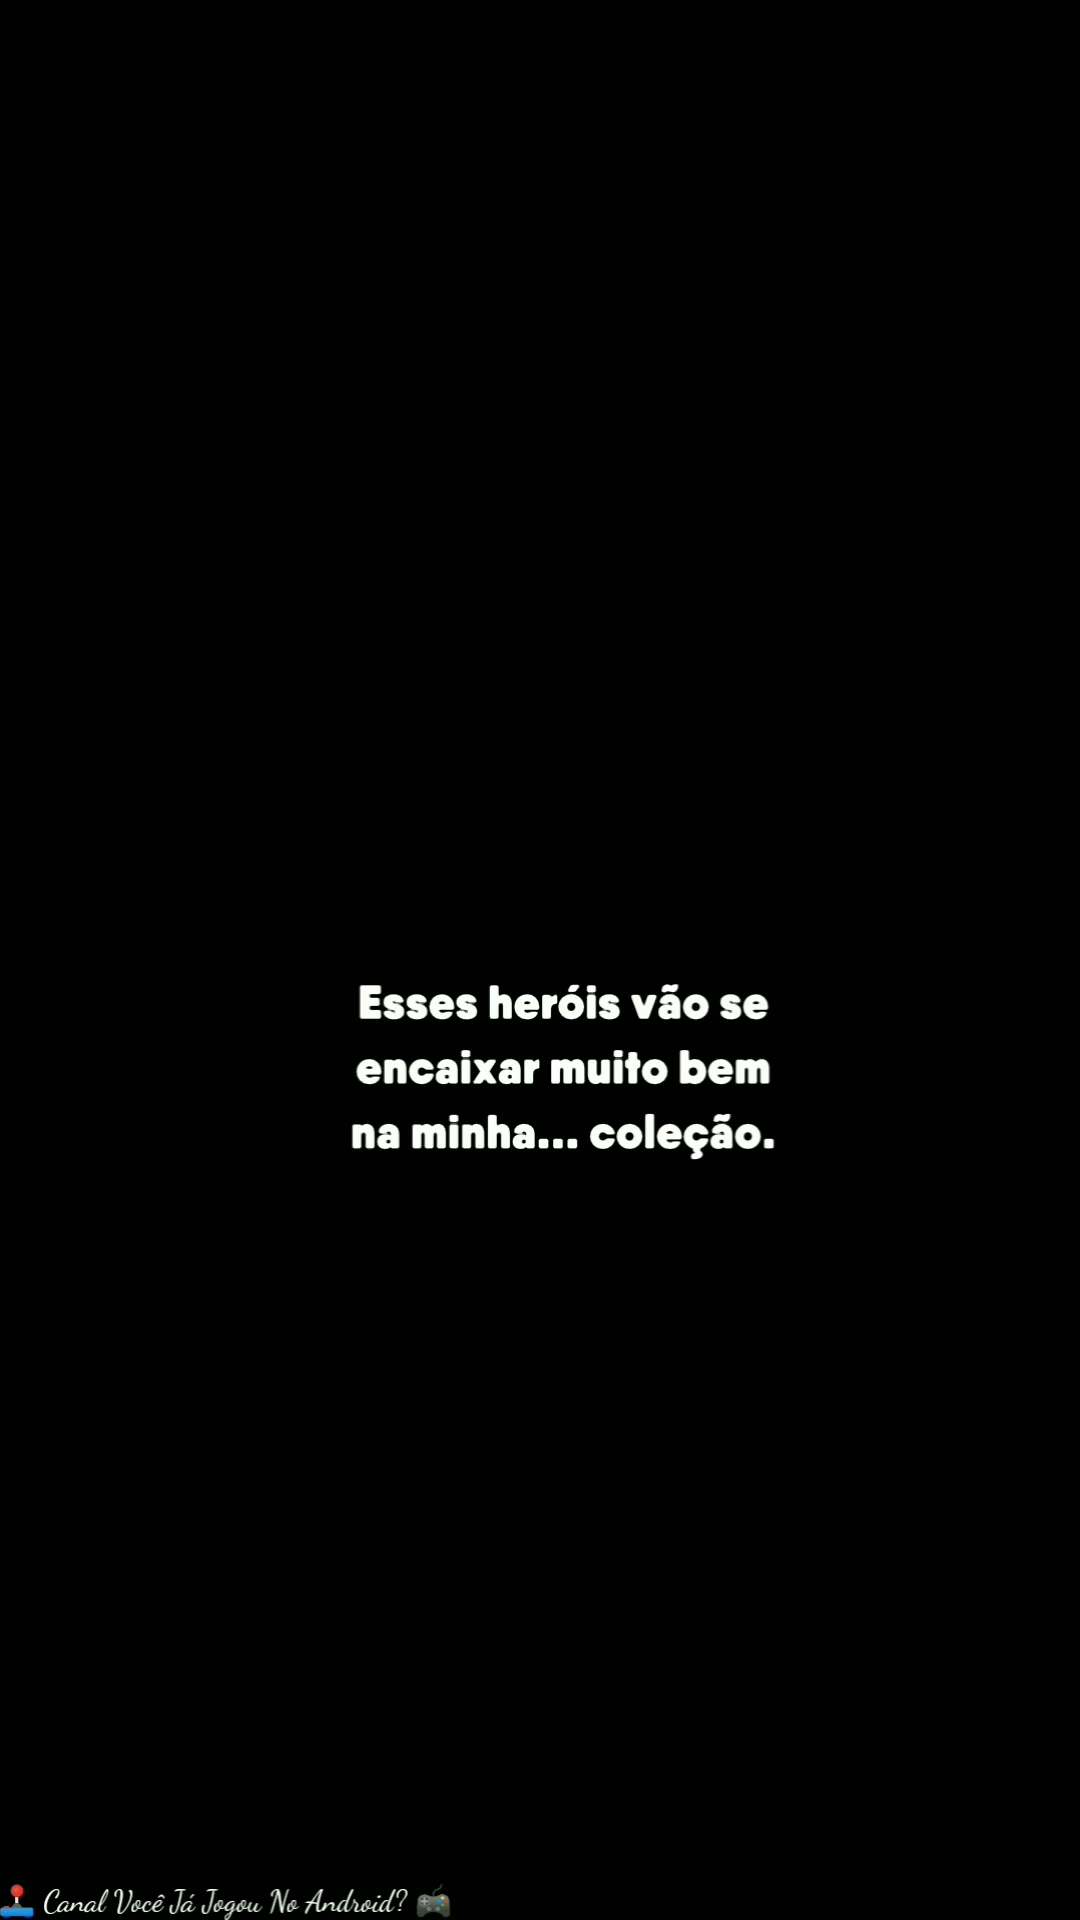 Esses heróis vão se
encaixar muito bem
na minha... coleção.
🕹️ Canal Você Já Jogou No Android? 🎮